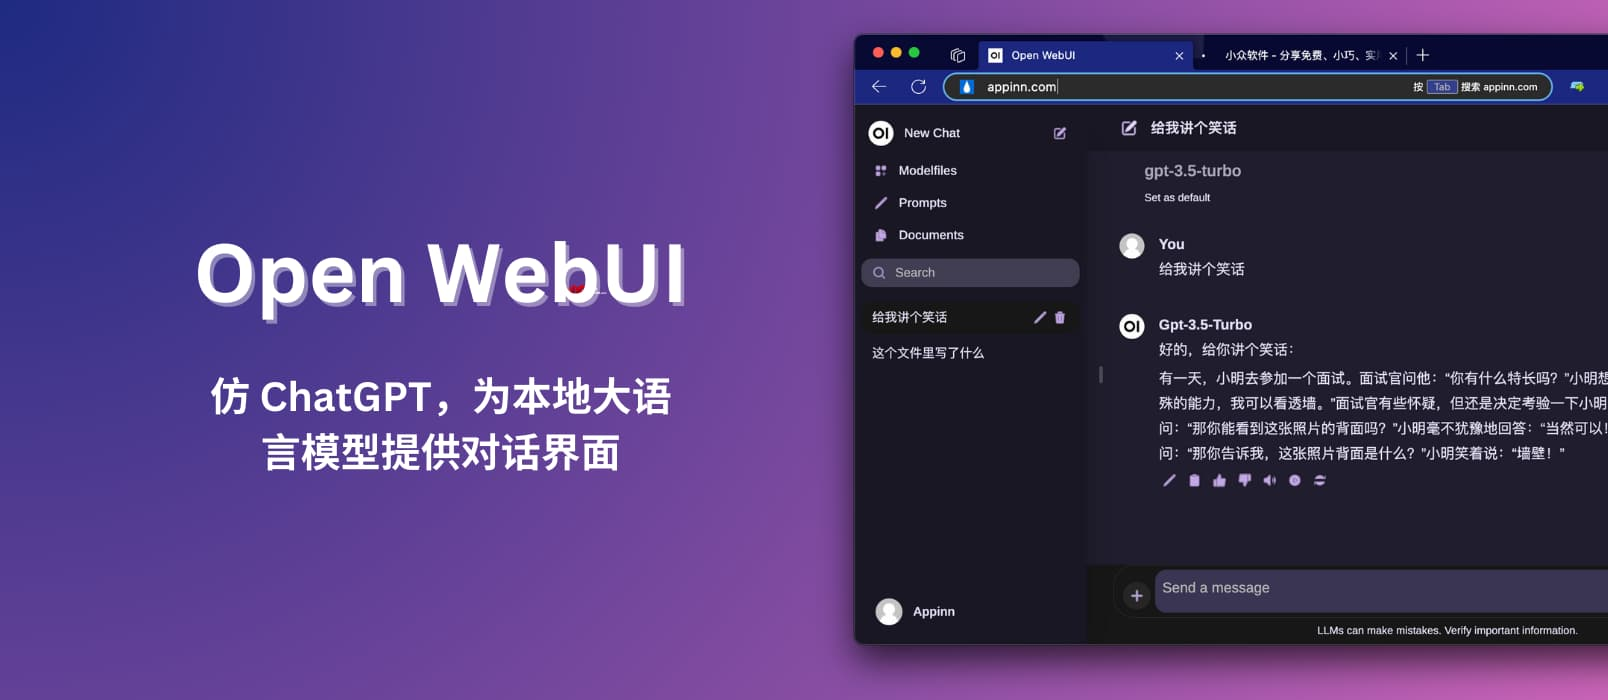 Open WebUI
仿 ChatGPT，为本地大语
言模型提供对话界面
OI Open WebUI
小众软件 - 分享免费、小巧、实
appinn.com
按 Tab 搜索 appinn.com
OI New Chat
Modelfiles
Prompts
Documents
Search
给我讲个笑话
这个文件里写了什么
Appinn
给我讲个笑话
gpt-3.5-turbo
Set as default
You
给我讲个笑话
OI Gpt-3.5-Turbo
好的，给你讲个笑话：
有一天，小明去参加一个面试。面试官问他：“你有什么特长吗？”小明想
殊的能力，我可以看透墙。”面试官有些怀疑，但还是决定考验一下小明
问：“那你能看到这张照片的背面吗？”小明毫不犹豫地回答：“当然可以！
问：“那你告诉我，这张照片背面是什么？”小明笑着说：“墙壁！”
Send a message
LLMs can make mistakes. Verify important information.